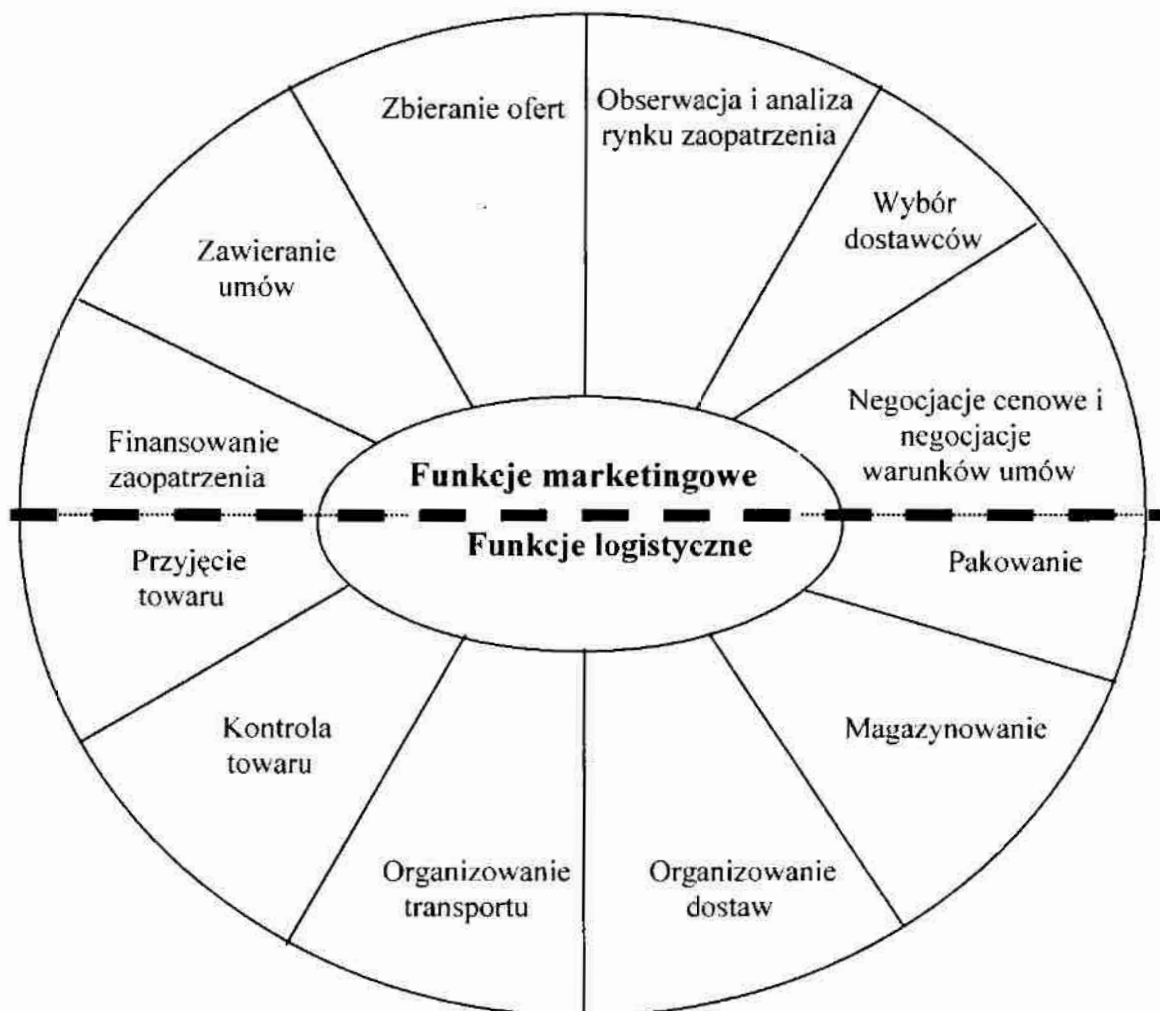 Zbieranie ofert
Obserwacja i analiza
rynku zaopatrzenia
Wybór
dostawców
Zawieranie
umów
Negocjacje cenowe i
negocjacje
warunków umów
Finansowanie
zaopatrzenia
Funkcje marketingowe
Funkcje logistyczne
Przyjęcie
towaru
Pakowanie
Kontrola
towaru
Magazynowanie
Organizowanie
transportu
Organizowanie
dostaw